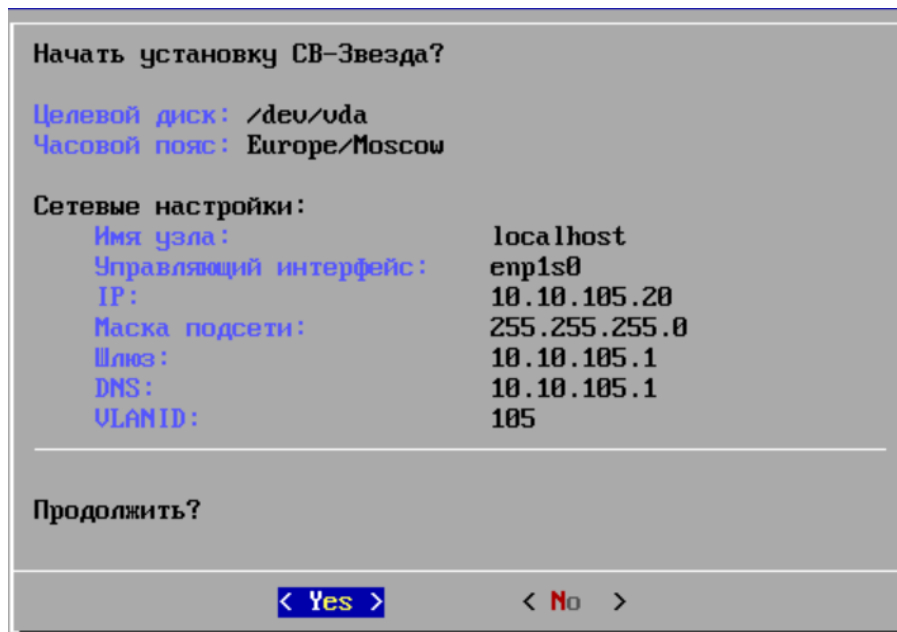 Начать установку СВ-Звезда?
Целевой диск: /dev/vda
Часовой пояс: Europe/Moscow
Сетевые настройки:
Имя узла: localhost
Управляющий интерфейс: enp1s0
IP: 10.10.105.20
Маска подсети: 255.255.255.0
Шлюз: 10.10.105.1
DNS: 10.10.105.1
VLANID: 105
Продолжить?
< Yes > < No >